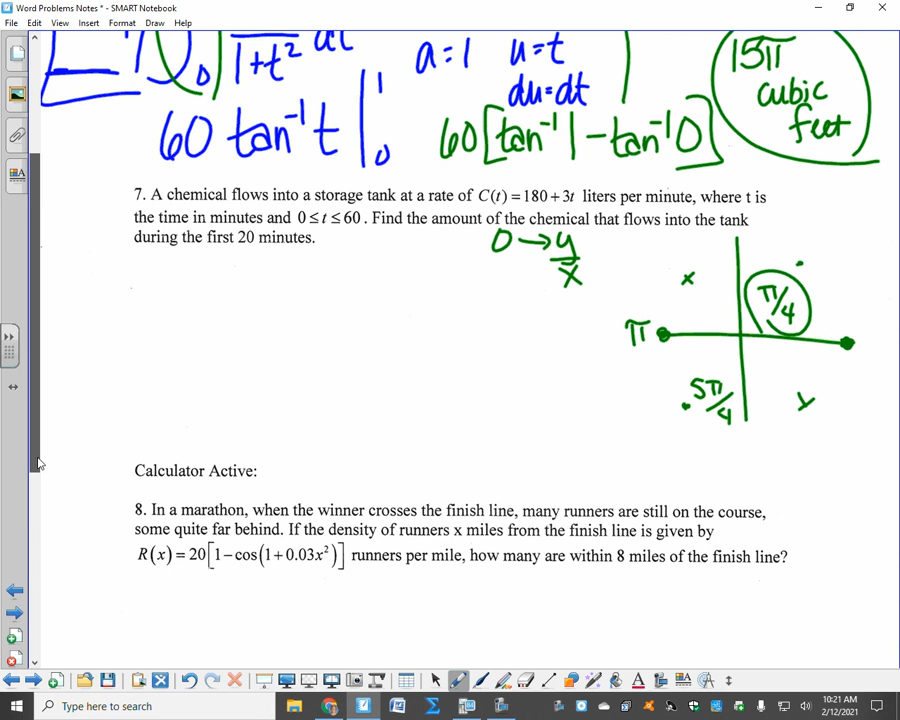 Word Problems Notes * - SMART Notebook
File Edit View Insert Format Draw Help
1+t² dt
0
a=1 u=t
du=dt
15π
cubic
feet
60 tan⁻¹t |₀¹
60[tan⁻¹1 − tan⁻¹0]
7. A chemical flows into a storage tank at a rate of C(t) = 180 + 3t liters per minute, where t is
the time in minutes and 0 ≤ t ≤ 60. Find the amount of the chemical that flows into the tank
during the first 20 minutes.
0 → y/x
x
π/4
π
5π/4
Calculator Active:
8. In a marathon, when the winner crosses the finish line, many runners are still on the course,
some quite far behind. If the density of runners x miles from the finish line is given by
R(x) = 20[1 − cos(1 + 0.03x²)] runners per mile, how many are within 8 miles of the finish line?
Type here to search
10:21 AM
2/12/2021